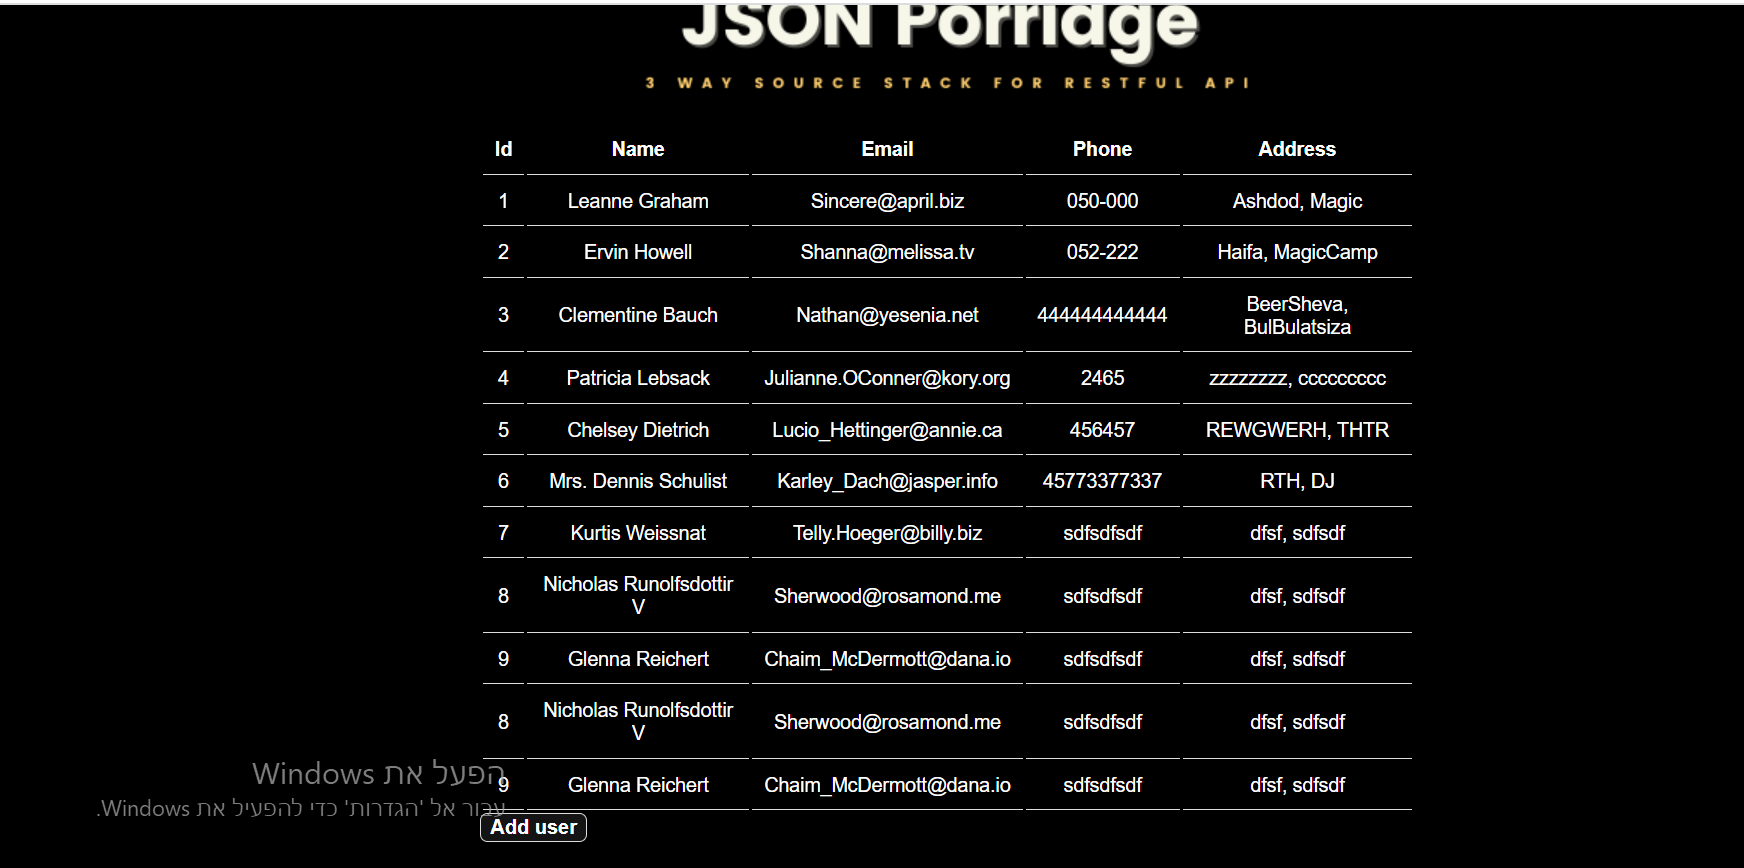 JSON Porridge
3 WAY SOURCE STACK FOR RESTFUL API
Id Name Email Phone Address
1 Leanne Graham Sincere@april.biz 050-000 Ashdod, Magic
2 Ervin Howell Shanna@melissa.tv 052-222 Haifa, MagicCamp
3 Clementine Bauch Nathan@yesenia.net 444444444444 BeerSheva,
BulBulatsiza
4 Patricia Lebsack Julianne.OConner@kory.org 2465 zzzzzzzz, ccccccccc
5 Chelsey Dietrich Lucio_Hettinger@annie.ca 456457 REWGWERH, THTR
6 Mrs. Dennis Schulist Karley_Dach@jasper.info 45773377337 RTH, DJ
7 Kurtis Weissnat Telly.Hoeger@billy.biz sdfsdfsdf dfsf, sdfsdf
8 Nicholas Runolfsdottir
V Sherwood@rosamond.me sdfsdfsdf dfsf, sdfsdf
9 Glenna Reichert Chaim_McDermott@dana.io sdfsdfsdf dfsf, sdfsdf
8 Nicholas Runolfsdottir
V Sherwood@rosamond.me sdfsdfsdf dfsf, sdfsdf
9 Glenna Reichert Chaim_McDermott@dana.io sdfsdfsdf dfsf, sdfsdf
Add user
הפעל את Windows
עבור אל 'הגדרות' כדי להפעיל את Windows.